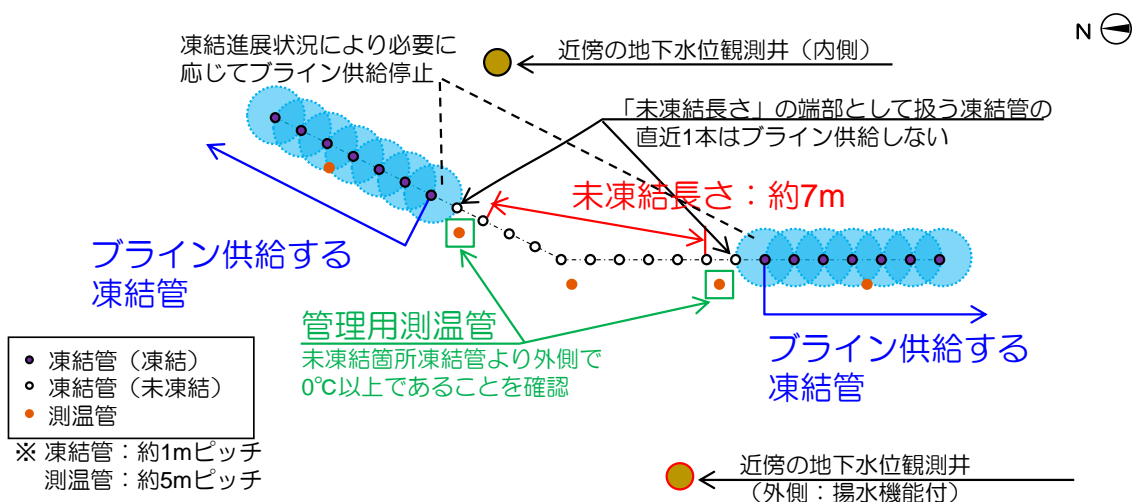 N
凍結進展状況により必要に
応じてブライン供給停止
近傍の地下水位観測井（内側）
「未凍結長さ」の端部として扱う凍結管の
直近1本はブライン供給しない
未凍結長さ：約7m
ブライン供給する
凍結管
管理用測温管
未凍結箇所凍結管より外側で
0℃以上であることを確認
ブライン供給する
凍結管
凍結管（凍結）
凍結管（未凍結）
測温管
※ 凍結管：約1mピッチ
測温管：約5mピッチ
近傍の地下水位観測井
（外側：揚水機能付）